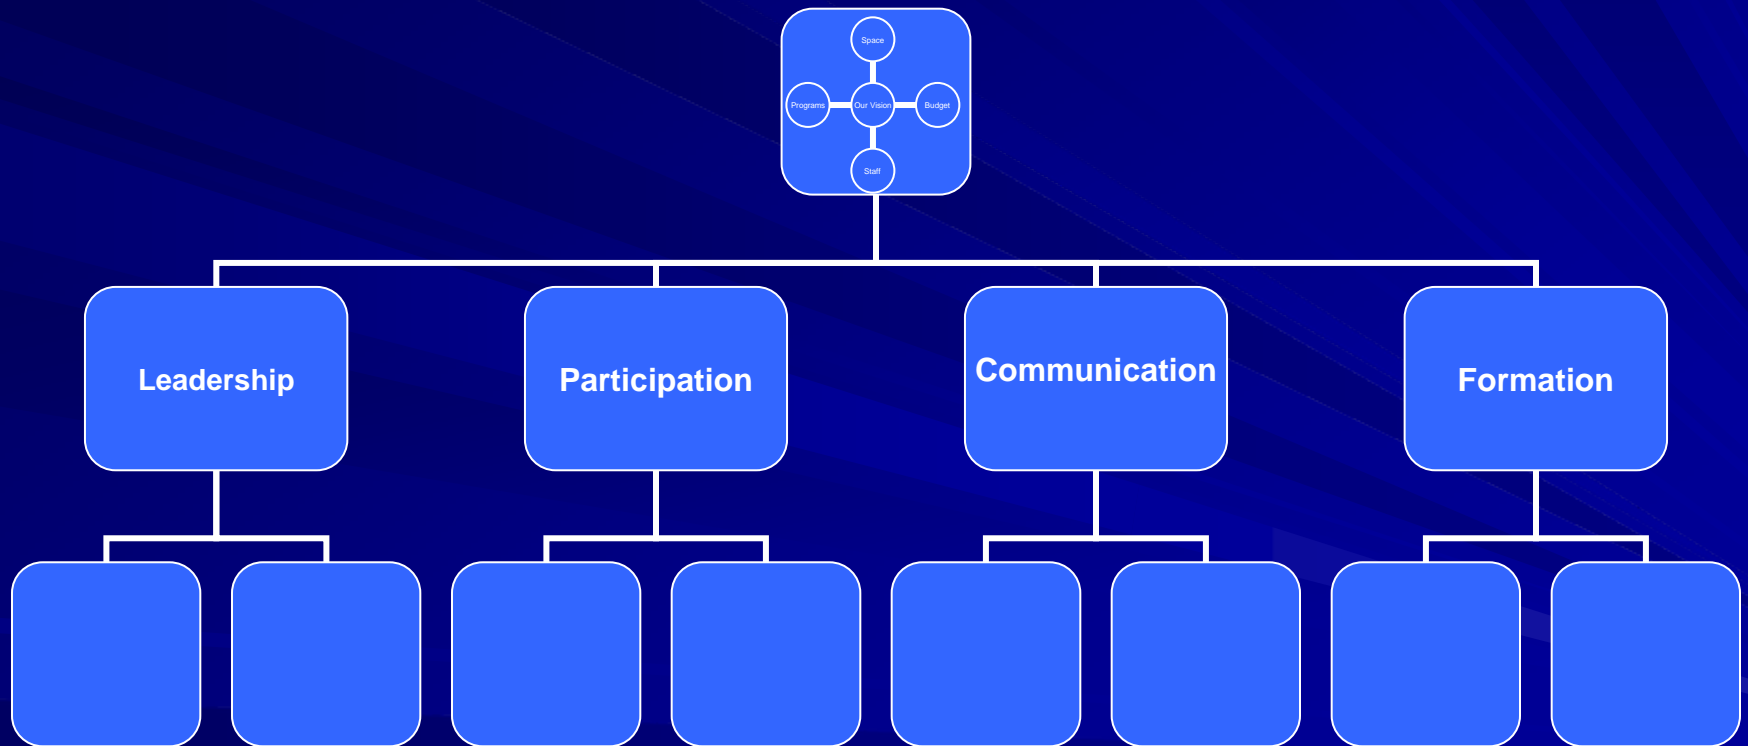 Space
Programs
Our Vision
Budget
Staff
Leadership
Participation
Communication
Formation